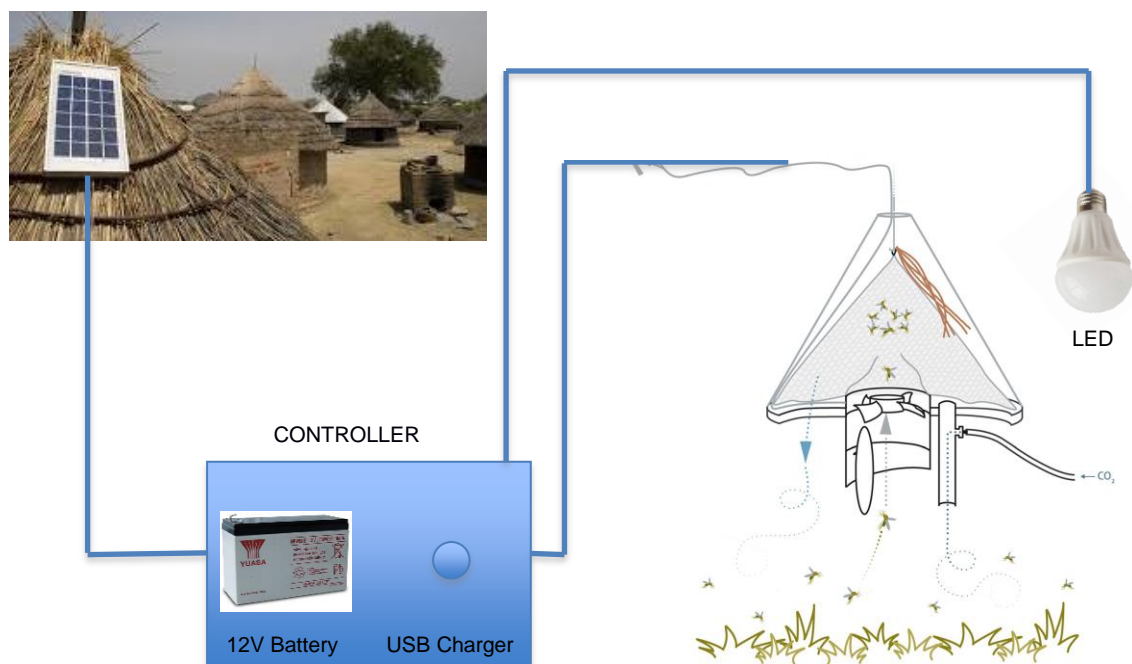 LED
CONTROLLER
← CO₂
YUASA
12V Battery
USB Charger